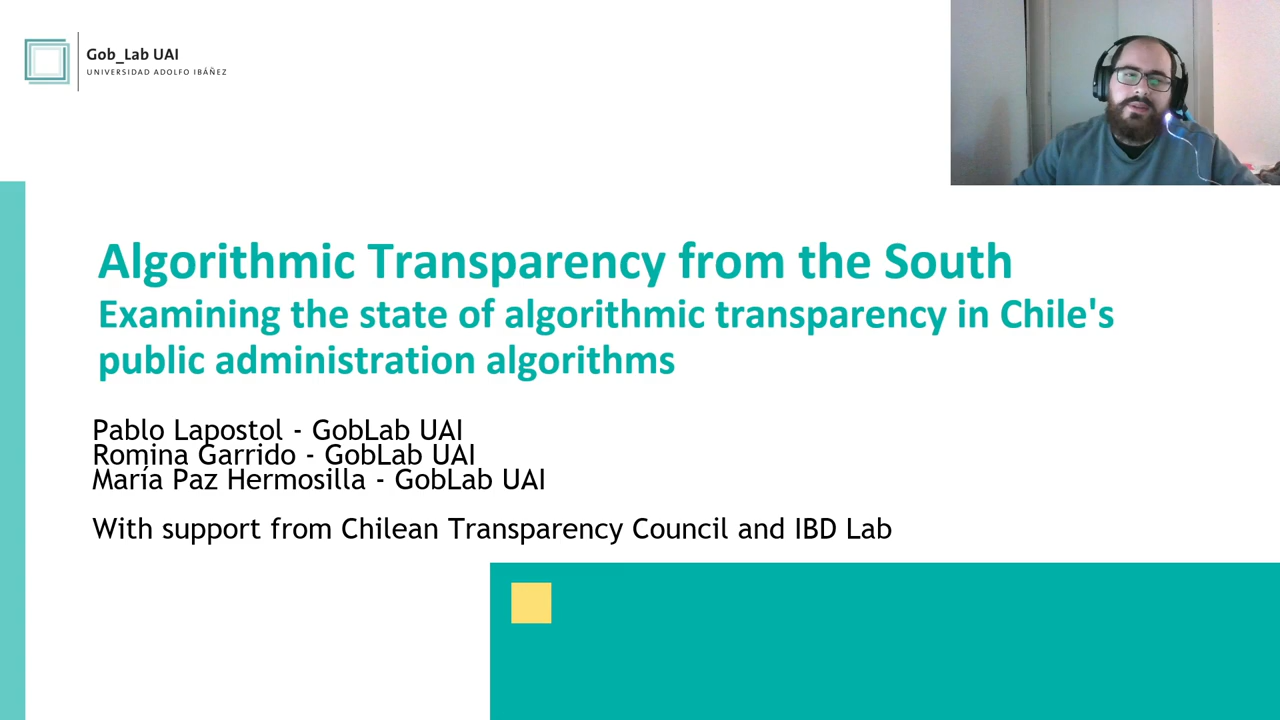 Gob_Lab UAI
UNIVERSIDAD ADOLFO IBÁÑEZ
Algorithmic Transparency from the South
Examining the state of algorithmic transparency in Chile's
public administration algorithms
Pablo Lapostol - GobLab UAI
Romina Garrido - GobLab UAI
María Paz Hermosilla - GobLab UAI
With support from Chilean Transparency Council and IBD Lab